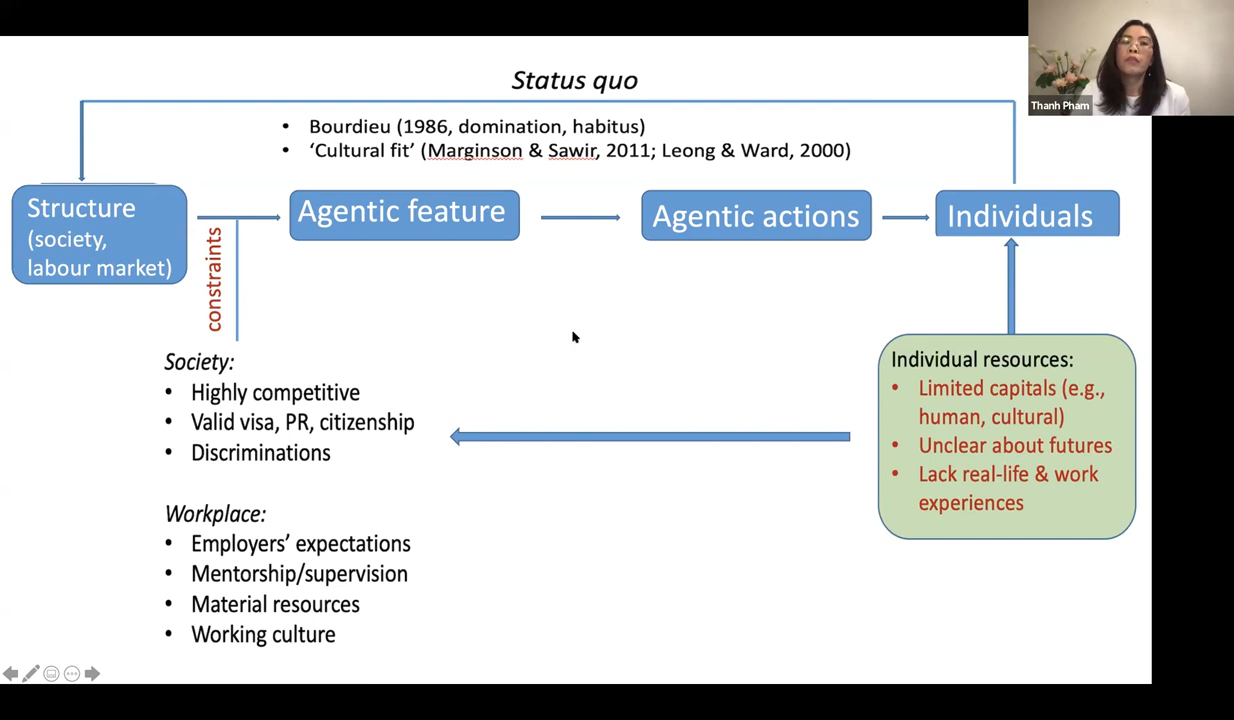 Status quo
• Bourdieu (1986, domination, habitus)
• ‘Cultural fit’ (Marginson & Sawir, 2011; Leong & Ward, 2000)
Thanh Pham
Structure
(society,
labour market)
constraints
Agentic feature
Agentic actions
Individuals
Society:
• Highly competitive
• Valid visa, PR, citizenship
• Discriminations
Workplace:
• Employers’ expectations
• Mentorship/supervision
• Material resources
• Working culture
Individual resources:
• Limited capitals (e.g.,
human, cultural)
• Unclear about futures
• Lack real-life & work
experiences